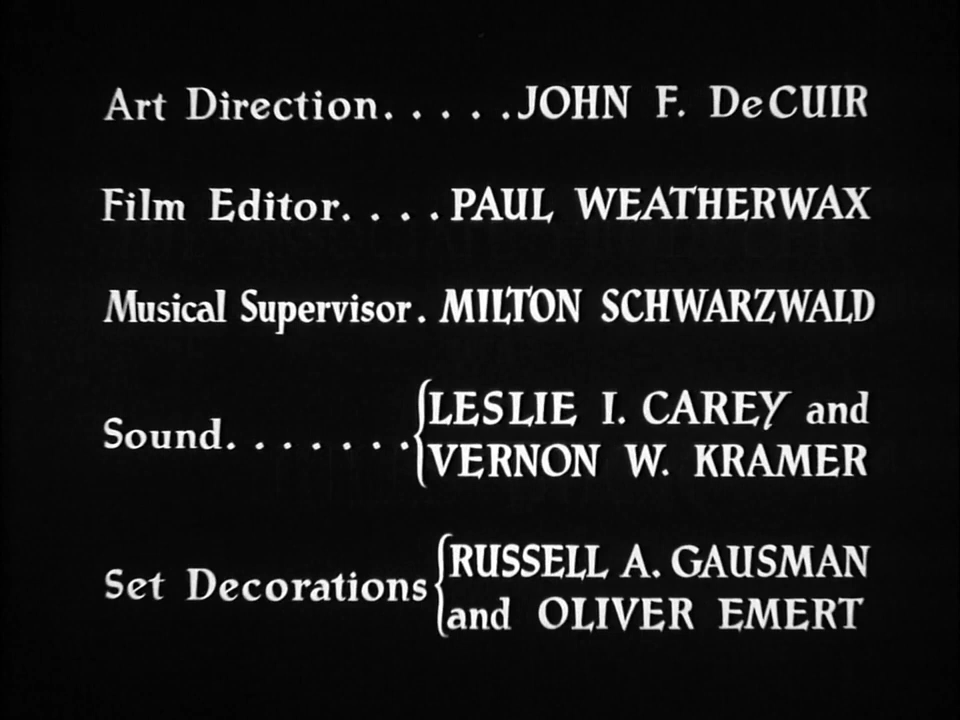 Art Direction.....JOHN F. DeCUIR
Film Editor....PAUL WEATHERWAX
Musical Supervisor.MILTON SCHWARZWALD
Sound.......{LESLIE I. CAREY and
VERNON W. KRAMER
Set Decorations{RUSSELL A. GAUSMAN
and OLIVER EMERT